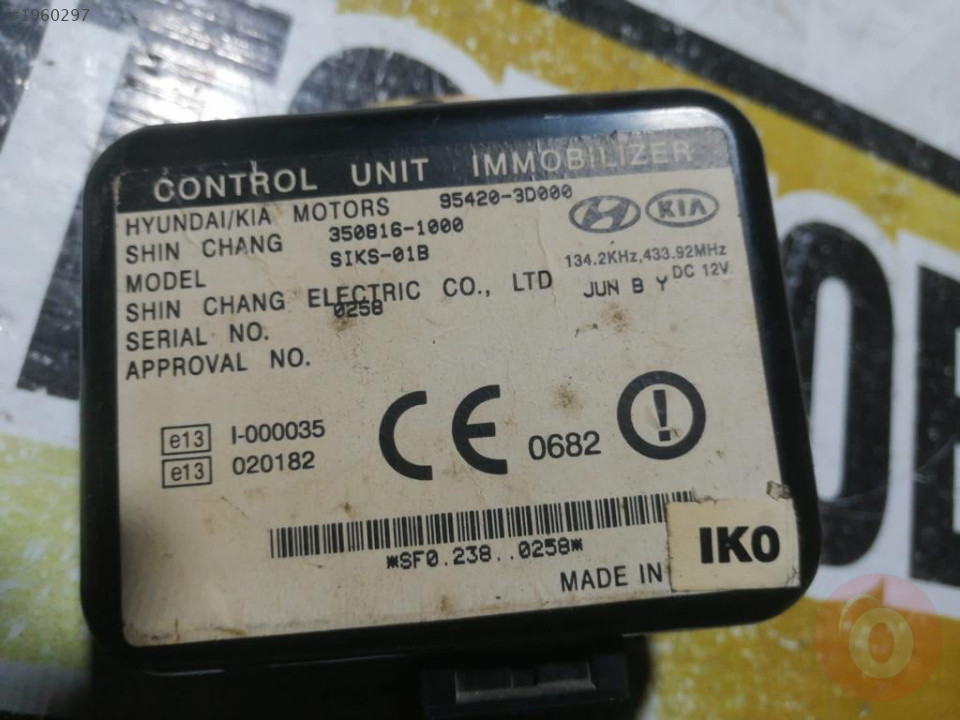 #1960297
CONTROL UNIT IMMOBILIZER
HYUNDAI/KIA MOTORS 95420-3D000
SHIN CHANG 350816-1000
MODEL SIKS-01B
KIA
134.2KHz,433.92MHz
SHIN CHANG ELECTRIC CO., LTD
JUN B Y DC 12V
SERIAL NO. 0258
APPROVAL NO.
e13 I-000035
e13 020182
CE 0682
*SF0.238..0258*
MADE IN
IKO